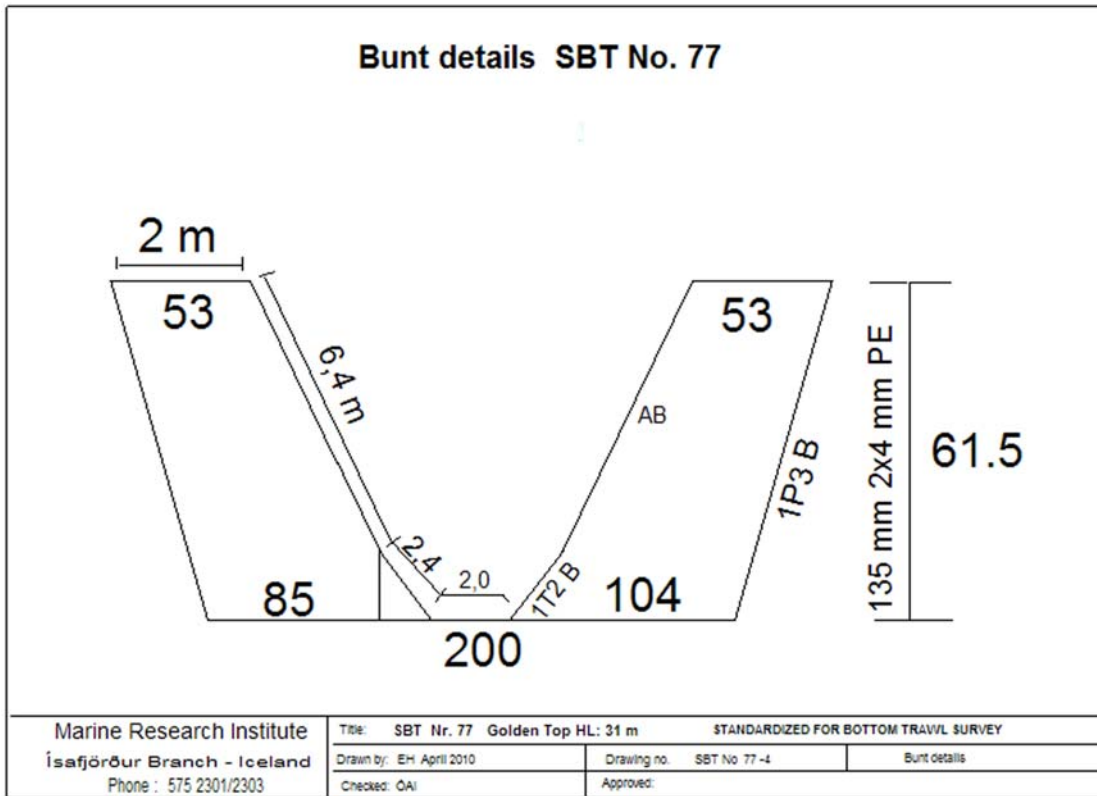 Bunt details SBT No. 77
2 m
53
53
6,4 m
AB
135 mm 2x4 mm PE
61.5
1P3 B
2,4
2,0
1T2 B
85
104
200
Marine Research Institute
Ísafjörður Branch - Iceland
Phone : 575 2301/2303
Title: SBT Nr. 77 Golden Top HL: 31 m STANDARDIZED FOR BOTTOM TRAWL SURVEY
Drawn by: EH April 2010 Drawing no. SBT No 77 -4 Bunt details
Checked: ÓAI Approved: